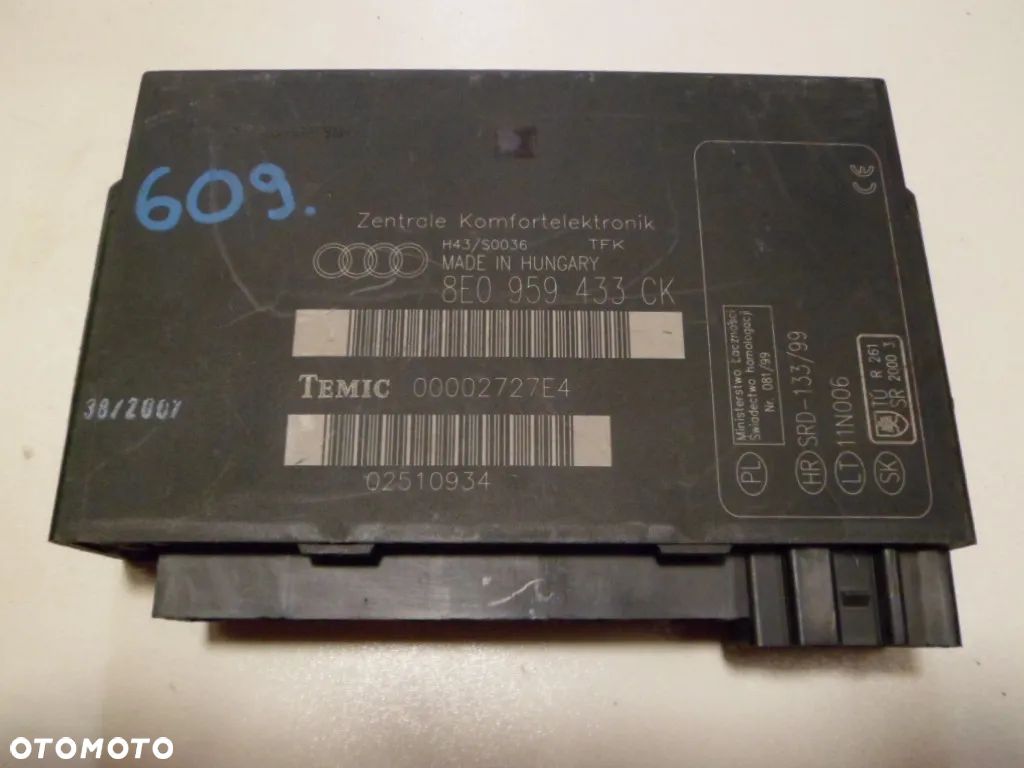 609.
Zentrale Komfortelektronik
H43/S0036 TFK
MADE IN HUNGARY
8E0 959 433 CK
TEMIC 00002727E4
38/2007
02510934
CE
Ministerstwo Łączności
Świadectwo homologacji
Nr. 081/99
PL
HR SRD-133/99
LT 11N006
SK TÚ R 261
SR 2000 3
OTOMOTO